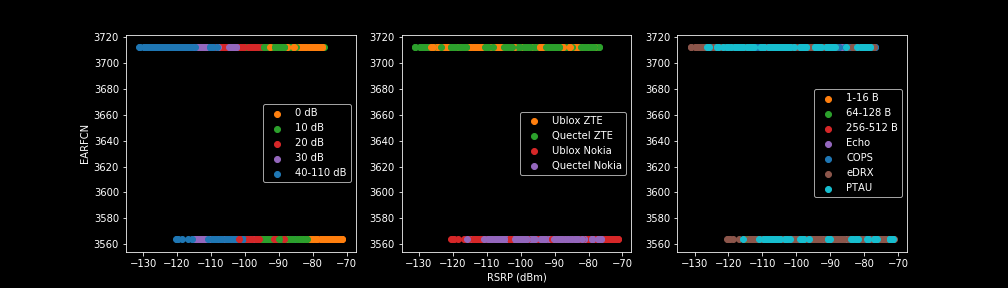 3720
3700
3680
3660
3640
3620
3600
3580
3560
EARFCN
−130
−120
−110
−100
−90
−80
−70
0 dB
10 dB
20 dB
30 dB
40-110 dB
3720
3700
3680
3660
3640
3620
3600
3580
3560
−130
−120
−110
−100
−90
−80
−70
RSRP (dBm)
Ublox ZTE
Quectel ZTE
Ublox Nokia
Quectel Nokia
3720
3700
3680
3660
3640
3620
3600
3580
3560
−130
−120
−110
−100
−90
−80
−70
1-16 B
64-128 B
256-512 B
Echo
COPS
eDRX
PTAU